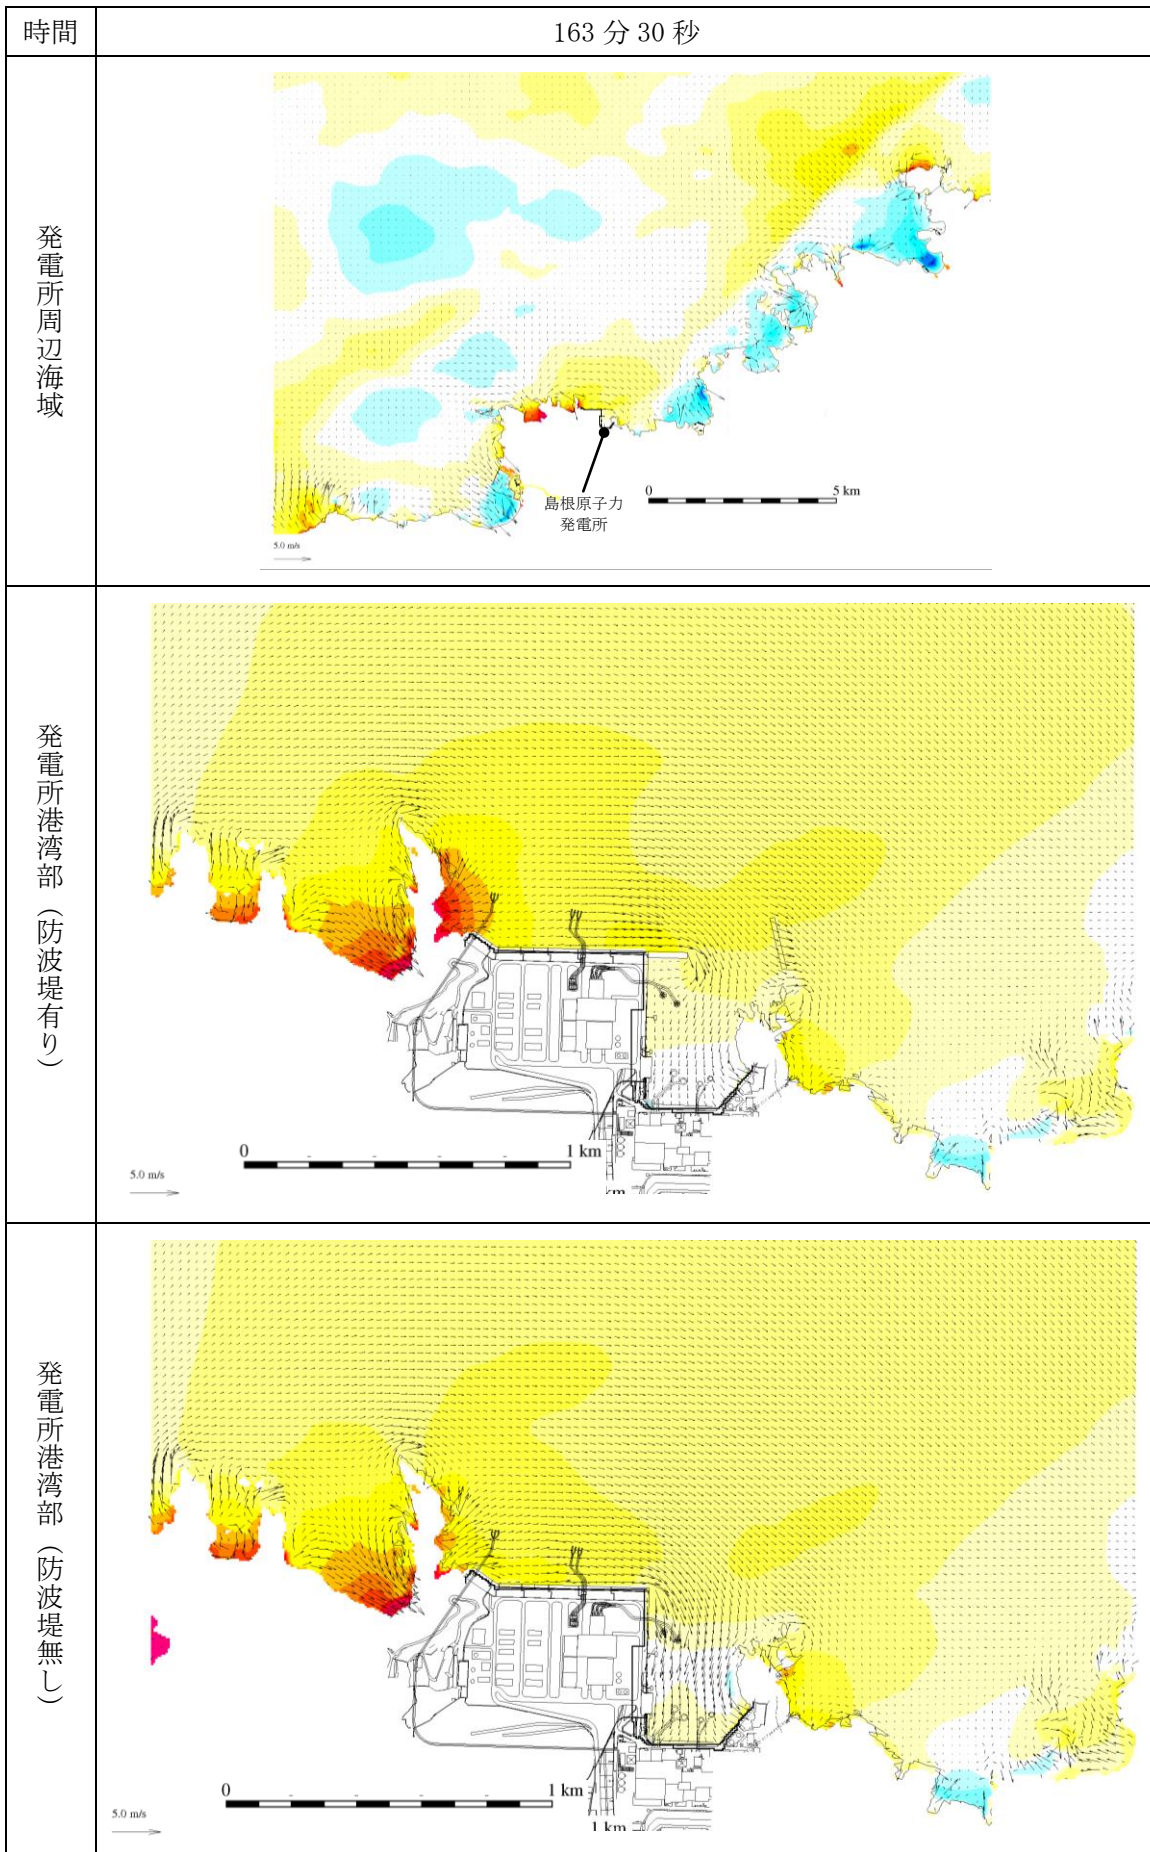 時間
163 分 30 秒
発電所周辺海域
島根原子力
発電所
0 5 km
5.0 m/s
発電所港湾部（防波堤有り）
0 1 km
5.0 m/s
km
発電所港湾部（防波堤無し）
0 1 km
5.0 m/s
1 km